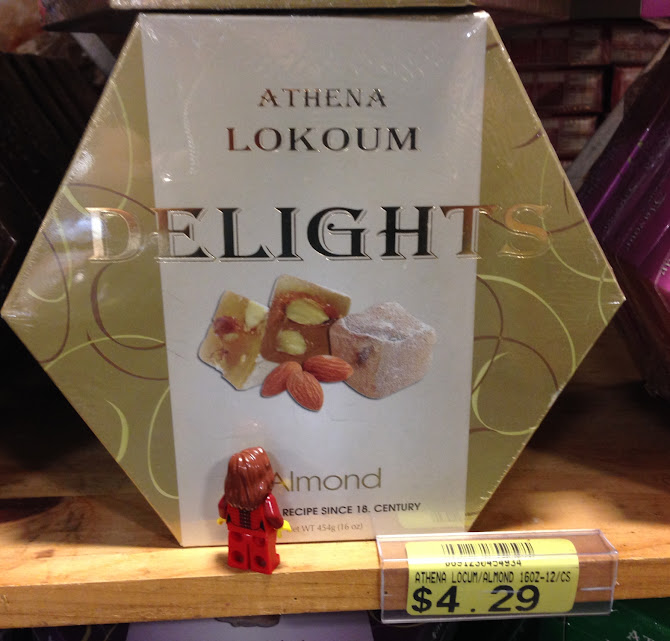 ATHENA
LOKOUM
DELIGHTS
Almond
RECIPE SINCE 18. CENTURY
WT 454g (16 oz)
ATHENA LOCUM/ALMOND 16OZ-12/CS
$4.29